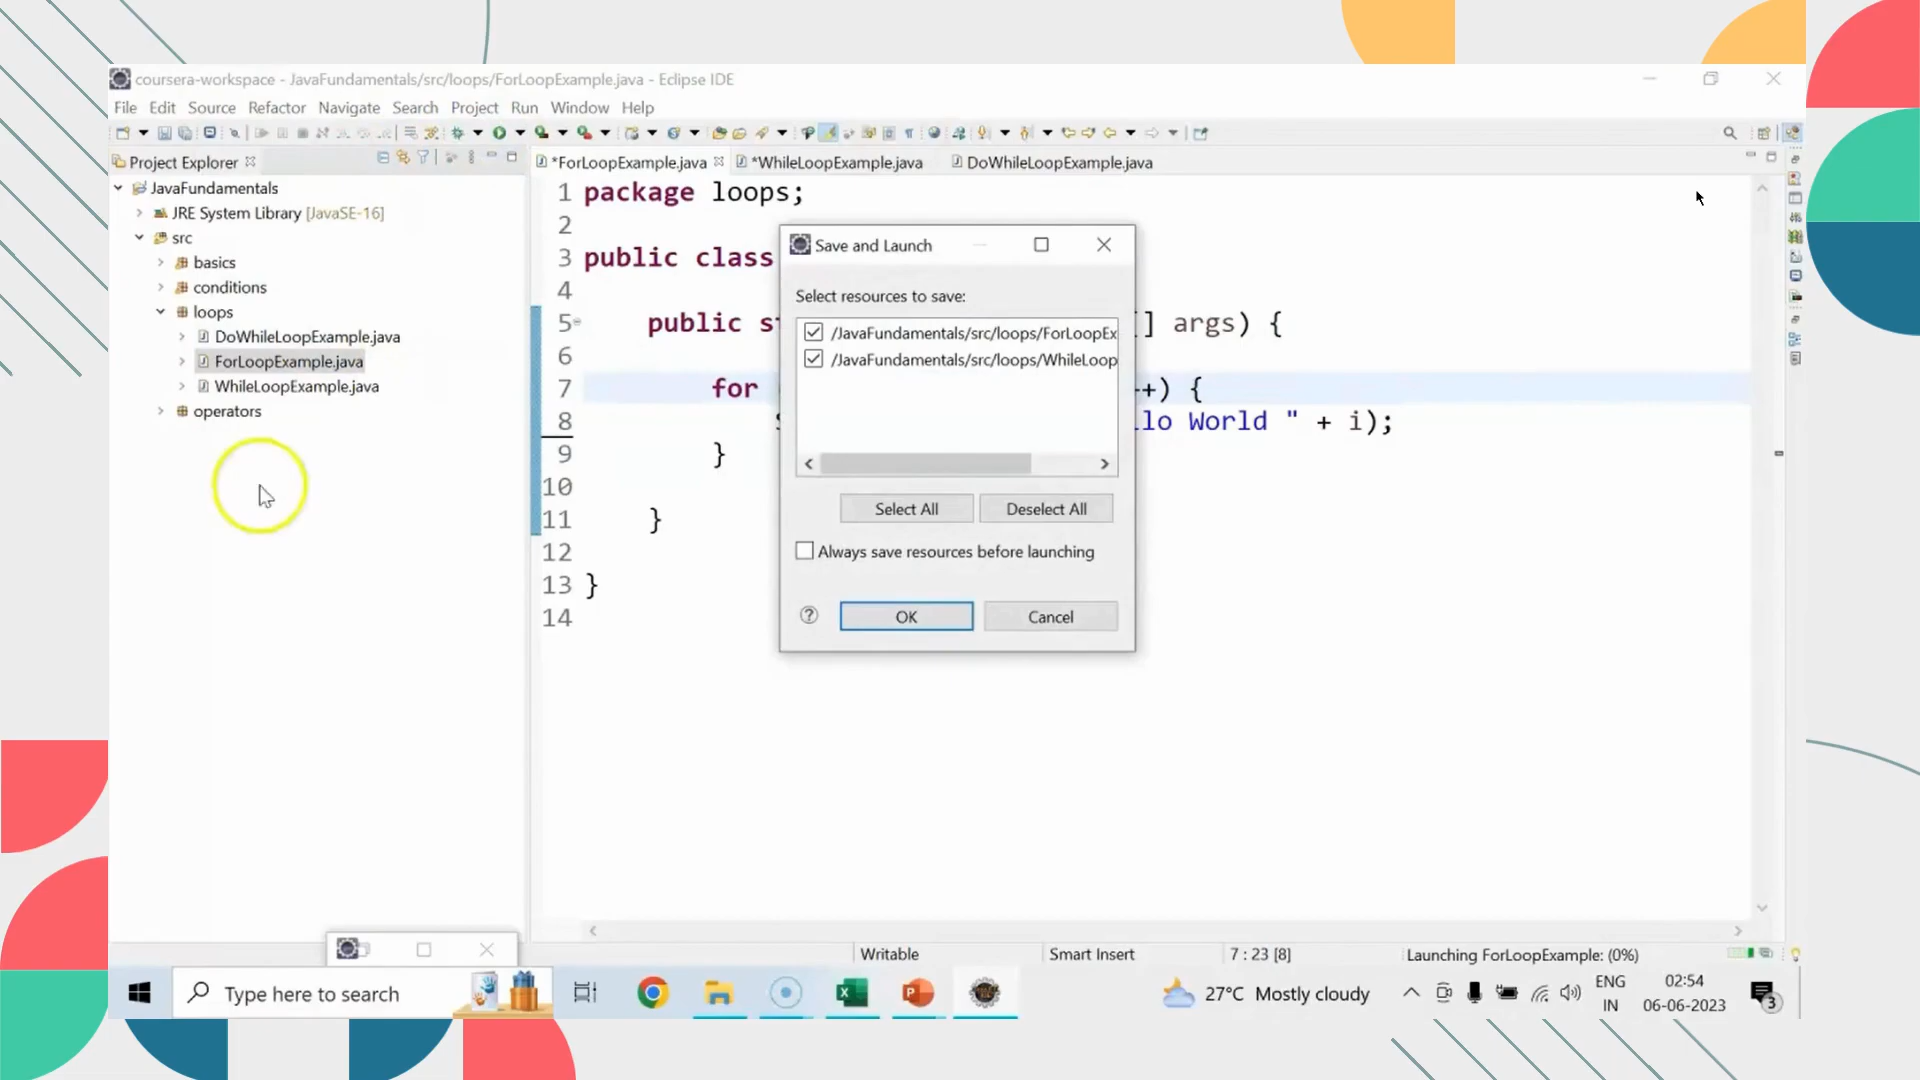 coursera-workspace - JavaFundamentals/src/loops/ForLoopExample.java - Eclipse IDE
File Edit Source Refactor Navigate Search Project Run Window Help
Project Explorer
*ForLoopExample.java
*WhileLoopExample.java
DoWhileLoopExample.java
JavaFundamentals
JRE System Library [JavaSE-16]
src
basics
conditions
loops
DoWhileLoopExample.java
ForLoopExample.java
WhileLoopExample.java
operators
1 package loops;
2
3 public class
4
5 public s [] args) {
6
7 for +) {
8 lo World " + i);
9 }
10
11 }
12
13 }
14
Save and Launch
Select resources to save:
/JavaFundamentals/src/loops/ForLoopEx
/JavaFundamentals/src/loops/WhileLoop
Select All Deselect All
Always save resources before launching
OK Cancel
Writable
Smart Insert
7 : 23 [8]
Launching ForLoopExample: (0%)
Type here to search
27°C Mostly cloudy
ENG
IN
02:54
06-06-2023
3